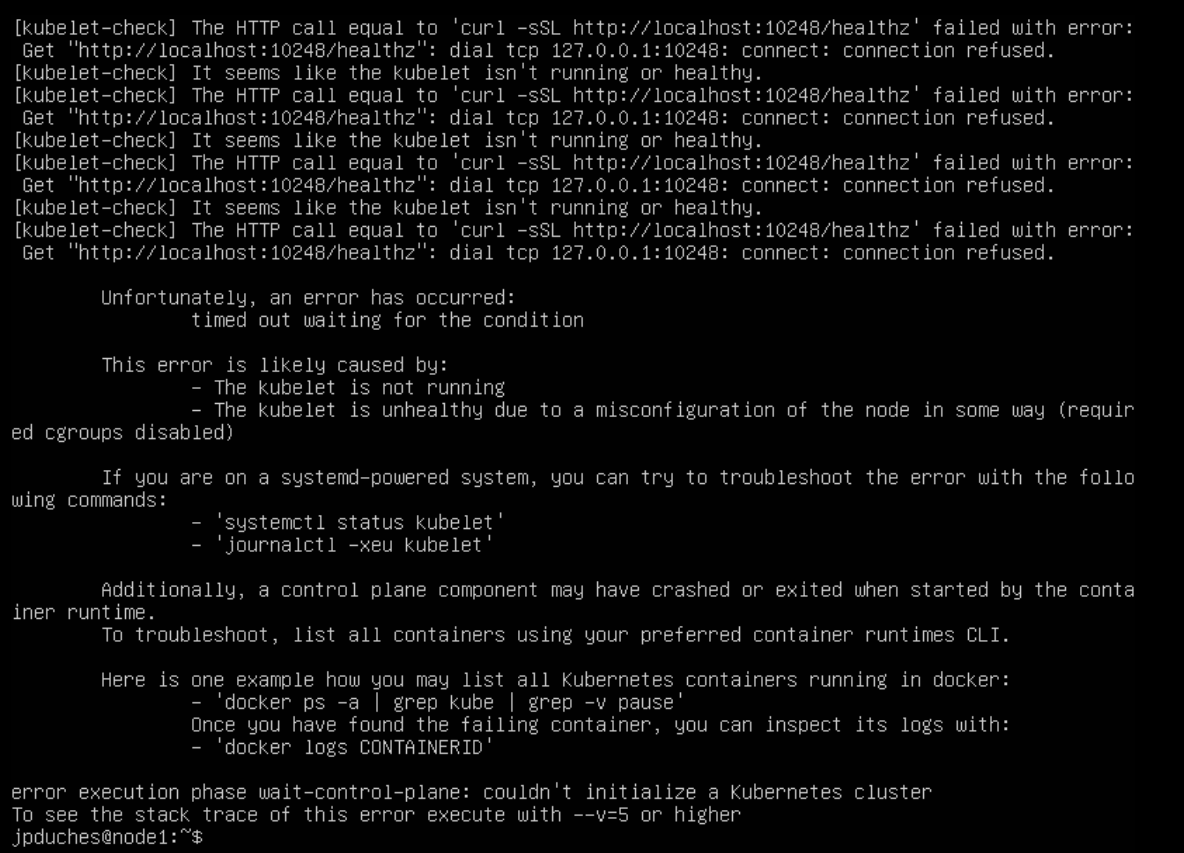 [kubelet-check] The HTTP call equal to 'curl -sSL http://localhost:10248/healthz' failed with error:
 Get "http://localhost:10248/healthz": dial tcp 127.0.0.1:10248: connect: connection refused.
[kubelet-check] It seems like the kubelet isn't running or healthy.
[kubelet-check] The HTTP call equal to 'curl -sSL http://localhost:10248/healthz' failed with error:
 Get "http://localhost:10248/healthz": dial tcp 127.0.0.1:10248: connect: connection refused.
[kubelet-check] It seems like the kubelet isn't running or healthy.
[kubelet-check] The HTTP call equal to 'curl -sSL http://localhost:10248/healthz' failed with error:
 Get "http://localhost:10248/healthz": dial tcp 127.0.0.1:10248: connect: connection refused.
[kubelet-check] It seems like the kubelet isn't running or healthy.
[kubelet-check] The HTTP call equal to 'curl -sSL http://localhost:10248/healthz' failed with error:
 Get "http://localhost:10248/healthz": dial tcp 127.0.0.1:10248: connect: connection refused.

        Unfortunately, an error has occurred:
                timed out waiting for the condition

        This error is likely caused by:
                - The kubelet is not running
                - The kubelet is unhealthy due to a misconfiguration of the node in some way (requir
ed cgroups disabled)

        If you are on a systemd-powered system, you can try to troubleshoot the error with the follo
wing commands:
                - 'systemctl status kubelet'
                - 'journalctl -xeu kubelet'

        Additionally, a control plane component may have crashed or exited when started by the conta
iner runtime.
        To troubleshoot, list all containers using your preferred container runtimes CLI.

        Here is one example how you may list all Kubernetes containers running in docker:
                - 'docker ps -a | grep kube | grep -v pause'
                Once you have found the failing container, you can inspect its logs with:
                - 'docker logs CONTAINERID'

error execution phase wait-control-plane: couldn't initialize a Kubernetes cluster
To see the stack trace of this error execute with --v=5 or higher
jpduches@node1:~$